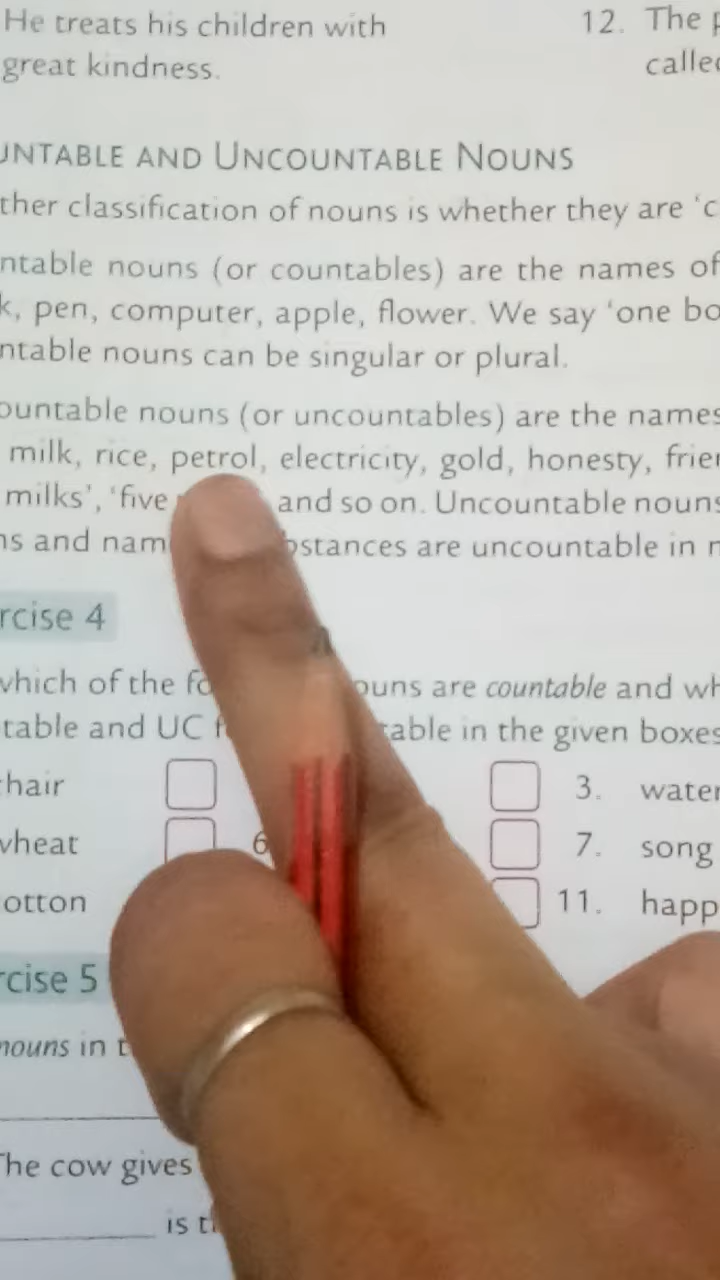 He treats his children with
great kindness.
12. The
UNTABLE AND UNCOUNTABLE NOUNS
ther classification of nouns is whether they are 'c
ntable nouns (or countables) are the names of
k, pen, computer, apple, flower. We say 'one bo
ntable nouns can be singular or plural.
ountable nouns (or uncountables) are the names
milk, rice, petrol, electricity, gold, honesty, frien
milks', 'five and so on. Uncountable nouns
ns and nam bstances are uncountable in
rcise 4
which of the fo ouns are countable and wh
table and UC table in the given boxes
hair
3. water
wheat
6
7. song
otton
11. happ
rcise 5
nouns in
The cow gives
is